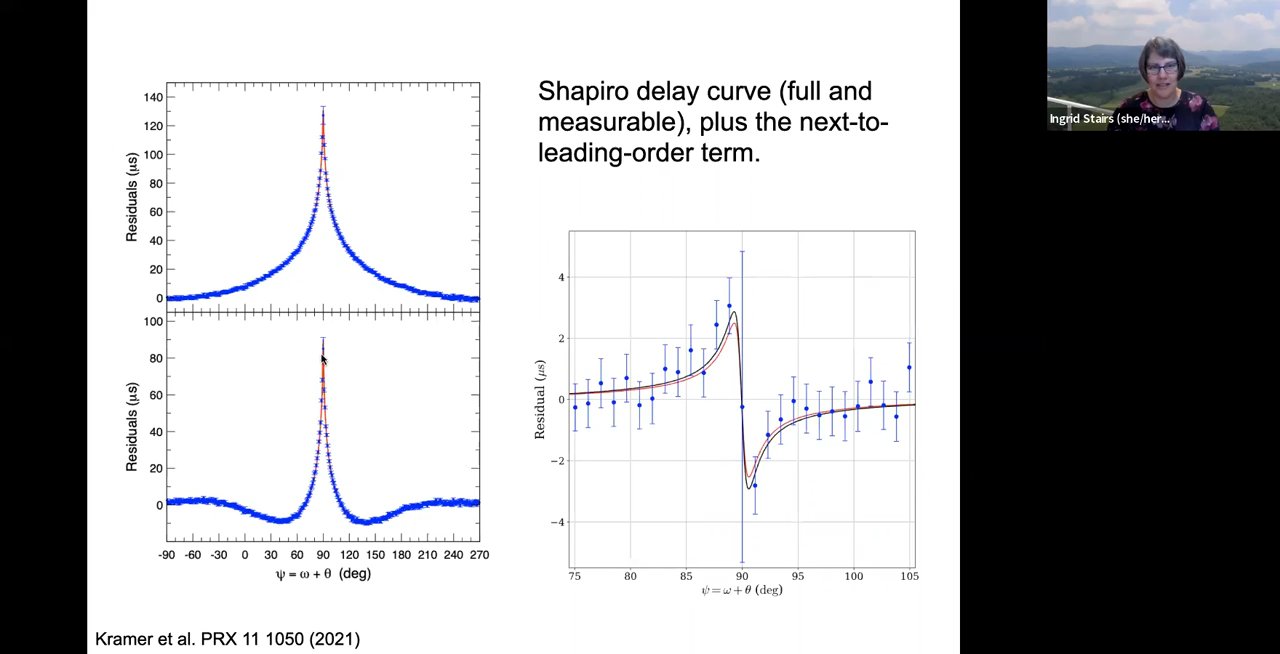 Shapiro delay curve (full and
measurable), plus the next-to-
leading-order term.
Ingrid Stairs (she/her...
140
120
100
80
60
40
20
0
Residuals (μs)
100
80
60
40
20
0
Residuals (μs)
-90 -60 -30 0 30 60 90 120 150 180 210 240 270
ψ = ω + θ (deg)
4
2
0
−2
−4
Residual (μs)
75 80 85 90 95 100 105
ψ = ω + θ (deg)
Kramer et al. PRX 11 1050 (2021)